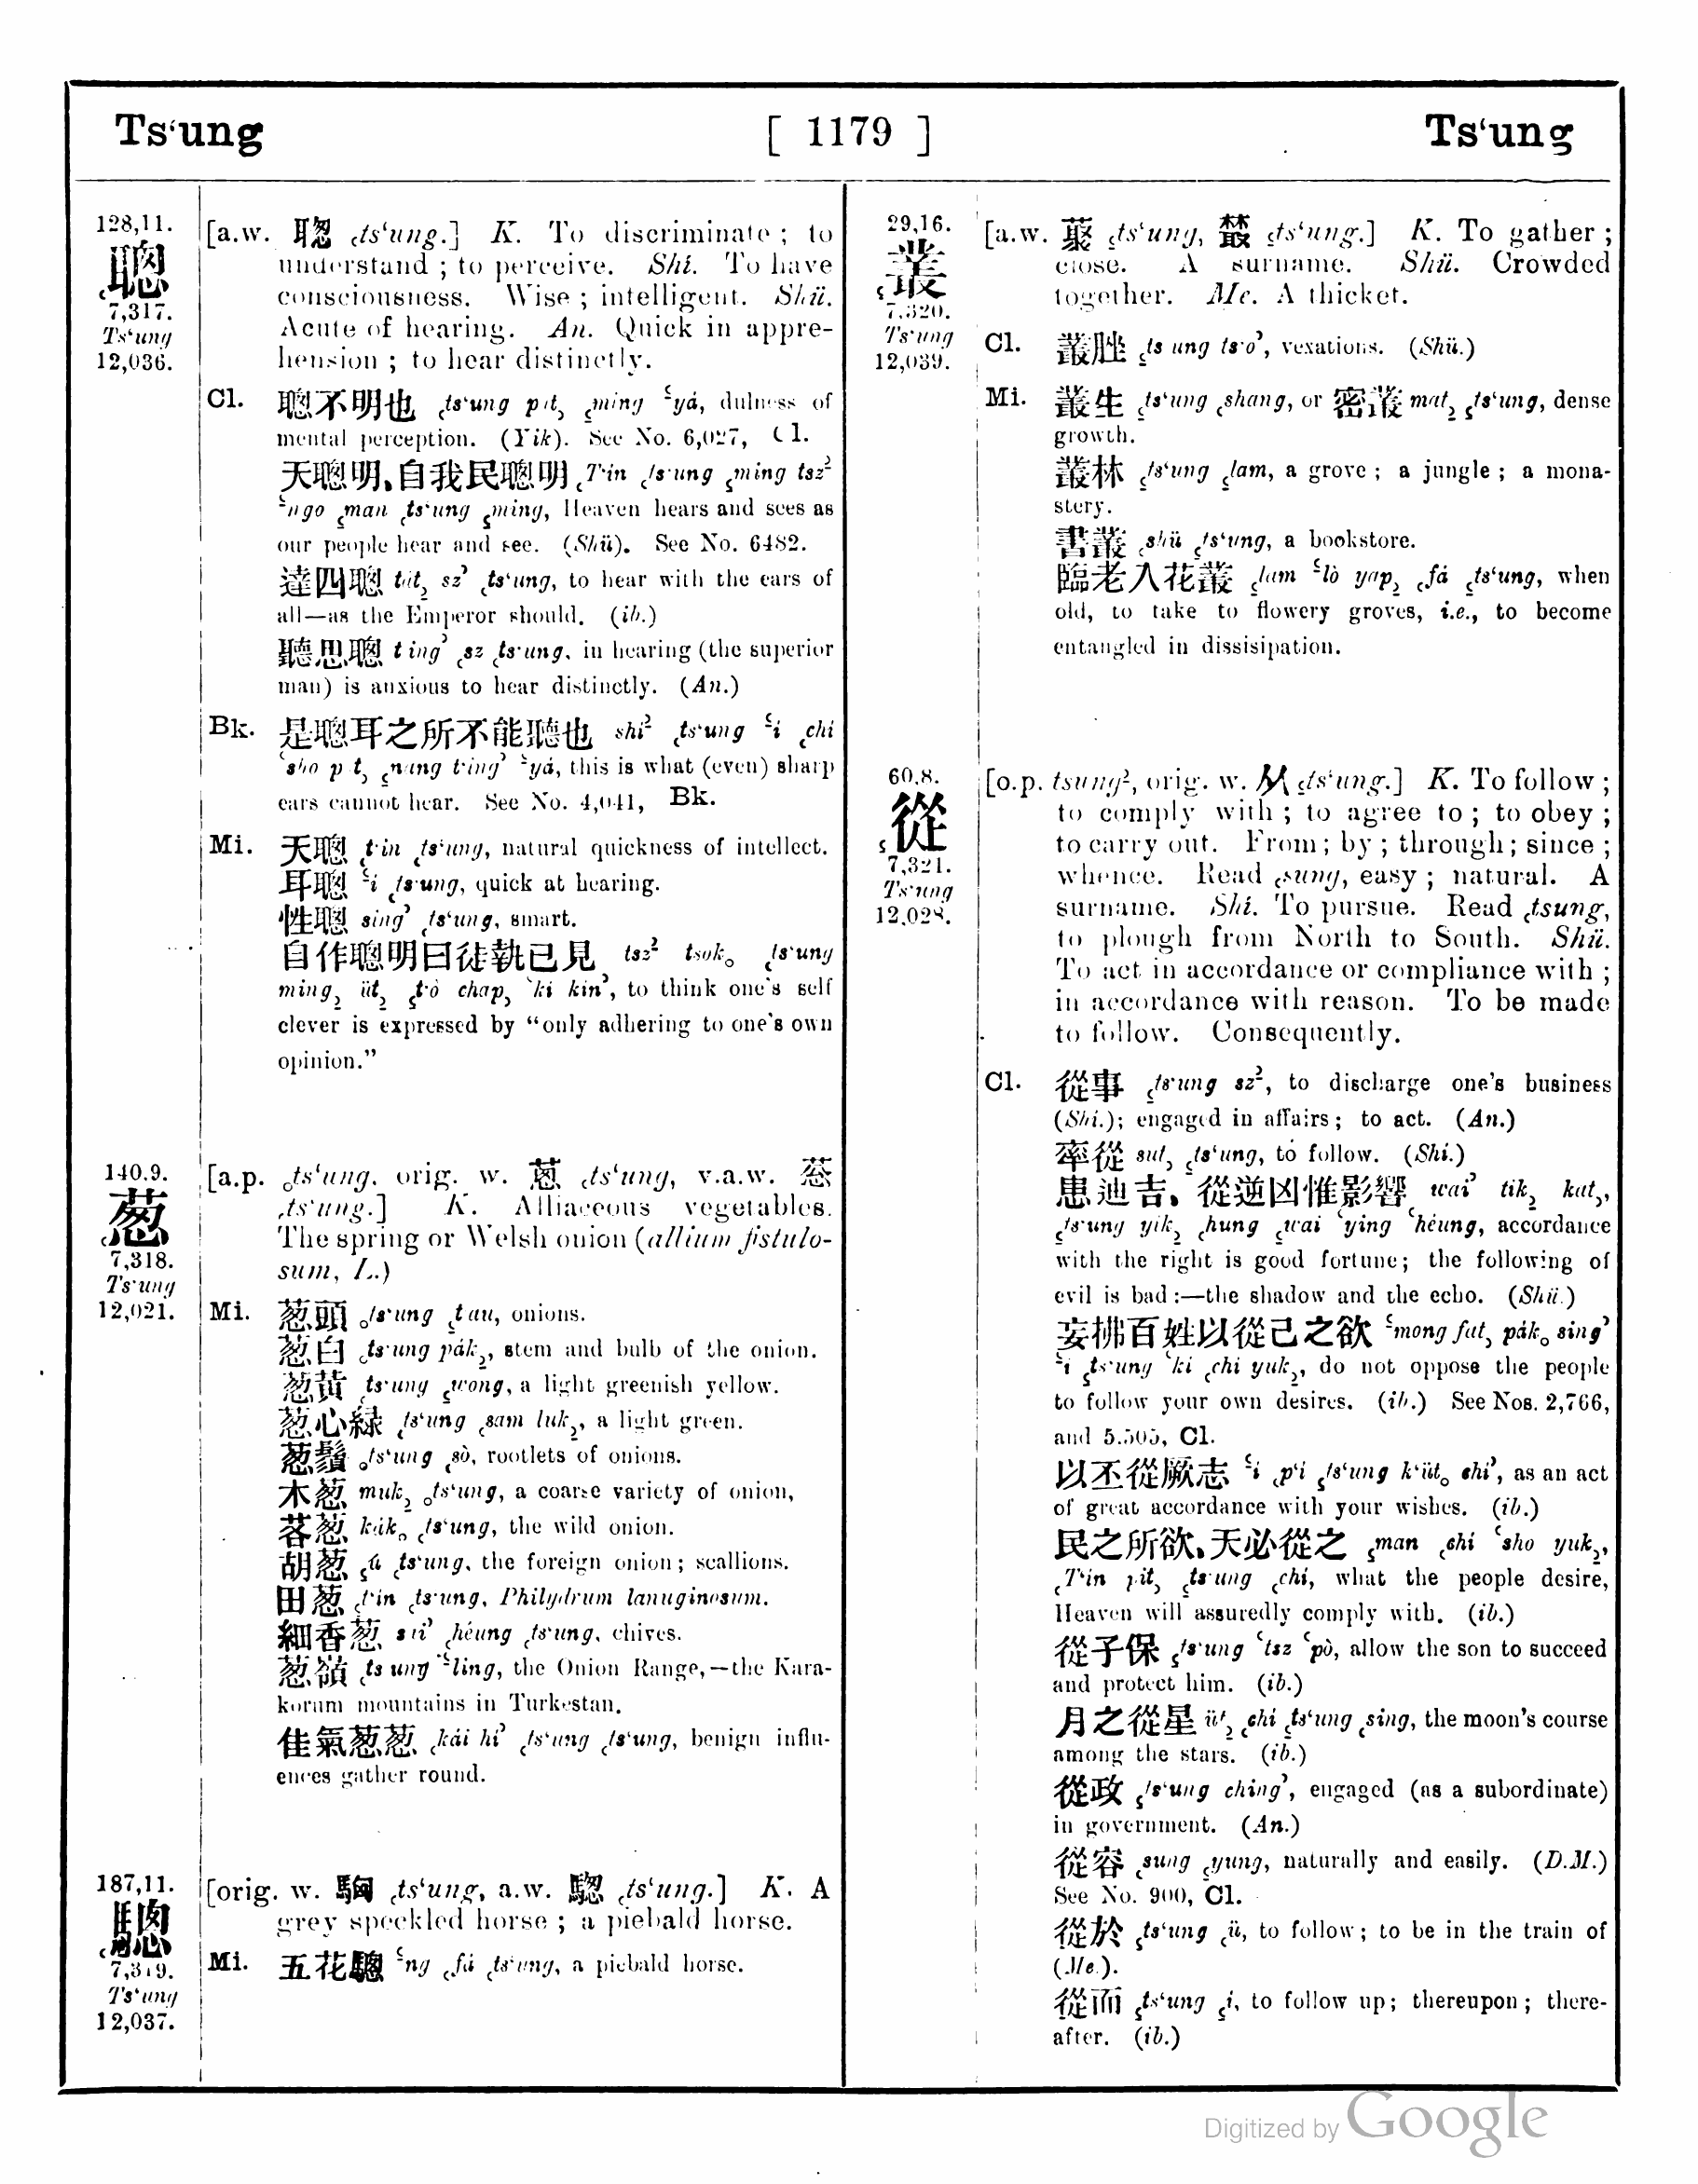 Ts‘ung [ 1179 ] Ts‘ung
128,11.
聰
7,317.
Ts‘ung
12,036.
[a.w. 聦 ꜀ts‘ung.] K. To discriminate; to
understand; to perceive. Shí. To have
consciousness. Wise; intelligent. Shü.
Acute of hearing. An. Quick in appre-
hension; to hear distinctly.
Cl. 聰不明也 ꜀ts‘ung pɪt꜆ ꜁ming ꜃yá, dulness of
mental perception. (Yik). See No. 6,027, Cl.
天聰明、自我民聰明 ꜀T‘in ꜀ts‘ung ꜁ming tsz꜅
꜃ngo ꜁man ꜀ts‘ung ꜁ming, Heaven hears and sees as
our people hear and see. (Shü). See No. 6482.
達四聰 tát꜇ sz꜄ ꜀ts‘ung, to hear with the ears of
all—as the Emperor should. (ib.)
聽思聰 t‘ing꜄ ꜀sz ꜀ts‘ung, in hearing (the superior
man) is anxious to hear distinctly. (An.)
Bk. 是聰耳之所不能聽也 shí꜅ ꜀ts‘ung ꜃í ꜀chí
꜂sho pɪt꜆ ꜁nang t‘ing꜄ ꜃yá, this is what (even) sharp
ears cannot hear. See No. 4,041, Bk.
Mi. 天聰 ꜀t‘in ꜀ts‘ung, natural quickness of intellect.
耳聰 ꜃í ꜀ts‘ung, quick at hearing.
性聰 sing꜄ ꜀ts‘ung, smart.
自作聰明曰徒執已見 tsz꜅ tsok꜀ ꜀ts‘ung
ming꜇ üt꜇ ꜁t‘ò chap꜆ ꜂kí kin꜄, to think one's self
clever is expressed by “only adhering to one's own
opinion.”
140.9.
葱
7,318.
Ts‘ung
12,021.
[a.p. ꜀ts‘ung. orig. w. 蔥 ꜀ts‘ung, v.a.w. 苁
꜀ts‘ung.] K. Alliaceous vegetables.
The spring or Welsh onion (allium fistulo-
sum, L.)
Mi. 葱頭 ꜀ts‘ung ꜁t‘au, onions.
葱白 ꜀ts‘ung pák꜇, stem and bulb of the onion.
葱黃 ꜀ts‘ung ꜁wong, a light greenish yellow.
葱心緑 ꜀ts‘ung ꜀sam luk꜇, a light green.
葱鬚 ꜀ts‘ung ꜀sò, rootlets of onions.
木葱 muk꜇ ꜀ts‘ung, a coarse variety of onion,
茖葱 kák꜀ ꜀ts‘ung, the wild onion.
胡葱 ꜁ú ꜀ts‘ung, the foreign onion; scallions.
田葱 ꜁t‘in ꜀ts‘ung, Philydrum lanuginosum.
細香葱 sɪí꜄ ꜀héung ꜀ts‘ung, chives.
葱嶺 ꜀ts‘ung ꜃ling, the Onion Range,—the Kara-
korum mountains in Turkestan.
佳氣葱葱 ꜀kái hí꜄ ꜀ts‘ung ꜀ts‘ung, benign influ-
ences gather round.
187,11.
驄
7,319.
Ts‘ung
12,037.
[orig. w. ꜀ts‘ung, a.w. 驄 ꜀ts‘ung.] K. A
grey speckled horse; a piebald horse.
Mi. 五花驄 ꜃ng ꜀fá ꜀ts‘ung, a piebald horse.
29,16.
叢
7,320.
Ts‘ung
12,039.
[a.w. 藂 ꜁ts‘ung, ꜁ts‘ung.] K. To gather;
close. A surname. Shü. Crowded
together. Me. A thicket.
Cl. 叢脞 ꜁ts‘ung ts‘o꜄, vexations. (Shü.)
Mi. 叢生 ꜁ts‘ung ꜀shang, or 密叢 mat꜇ ꜁ts‘ung, dense
growth.
叢林 ꜁ts‘ung ꜁lam, a grove; a jungle; a mona-
stery.
書叢 ꜀shü ꜁ts‘ung, a bookstore.
臨老入花叢 ꜁lam ꜃lò yap꜇ ꜀fá ꜁ts‘ung, when
old, to take to flowery groves, i.e., to become
entangled in dissisipation.
60,8.
從
7,321.
Ts‘ung
12,028.
[o.p. tsung², orig. w. 从 ꜁ts‘ung.] K. To follow;
to comply with; to agree to; to obey;
to carry out. From; by; through; since;
whence. Read ꜀sung, easy; natural. A
surname. Shí. To pursue. Read ꜀tsung,
to plough from North to South. Shü.
To act in accordance or compliance with;
in accordance with reason. To be made
to follow. Consequently.
Cl. 從事 ꜁ts‘ung sz꜅, to discharge one's business
(Shí.); engaged in affairs; to act. (An.)
率從 sut꜆ ꜁ts‘ung, to follow. (Shí.)
惠迪吉、從逆凶惟影響 wai꜄ tik꜇ kat꜆,
꜁ts‘ung yik꜇ ꜀hung ꜁wai ꜂ying ꜂héung, accordance
with the right is good fortune; the following of
evil is bad:—the shadow and the echo. (Shü.)
妄拂百姓以從己之欲 ꜃mong fat꜆ pák꜀ sing꜄
꜃í ꜁ts‘ung ꜂kí ꜀chí yuk꜇, do not oppose the people
to follow your own desires. (ib.) See Nos. 2,766,
and 5.505, Cl.
以丕從厥志 ꜃í ꜀p‘í ꜁ts‘ung k‘üt꜀ chí꜄, as an act
of great accordance with your wishes. (ib.)
民之所欲、天必從之 ꜁man ꜀chí ꜂sho yuk꜇,
꜀T‘in pít꜆ ꜁ts‘ung ꜀chí, what the people desire,
Heaven will assuredly comply with. (ib.)
從子保 ꜁ts‘ung ꜂tsz ꜂pò, allow the son to succeed
and protect him. (ib.)
月之從星 üt꜇ ꜀chí ꜁ts‘ung ꜀sing, the moon's course
among the stars. (ib.)
從政 ꜁ts‘ung ching꜄, engaged (as a subordinate)
in government. (An.)
從容 ꜀sung ꜁yung, naturally and easily. (D.M.)
See No. 900, Cl.
從於 ꜁ts‘ung ꜀ü, to follow; to be in the train of
(Me.).
從而 ꜁ts‘ung ꜁í, to follow up; thereupon; there-
after. (ib.)
Digitized by Google